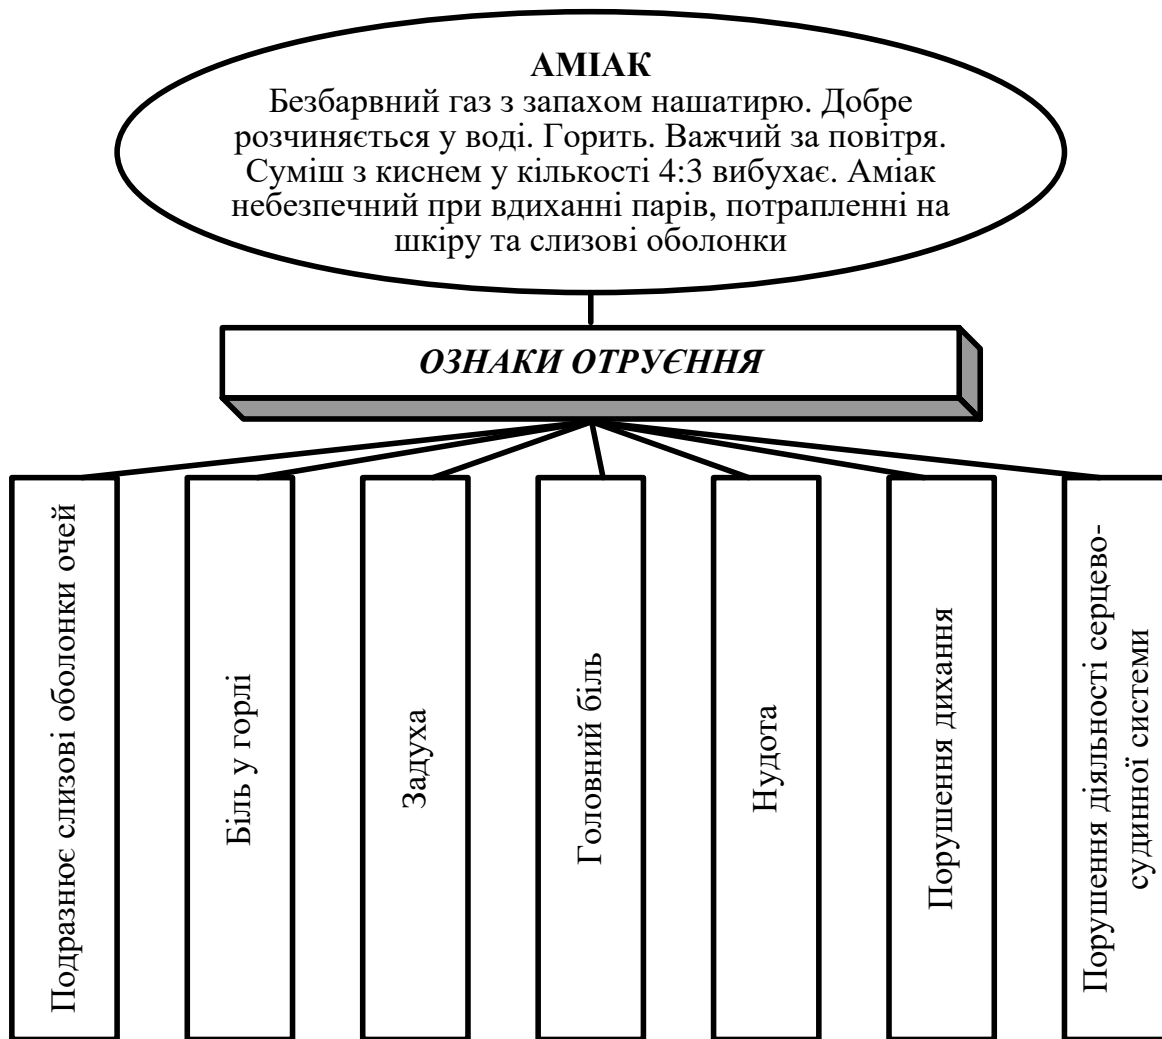 АМІАК
Безбарвний газ з запахом нашатирю. Добре
розчиняється у воді. Горить. Важчий за повітря.
Суміш з киснем у кількості 4:3 вибухає. Аміак
небезпечний при вдиханні парів, потрапленні на
шкіру та слизові оболонки
ОЗНАКИ ОТРУЄННЯ
Подразнює слизові оболонки очей
Біль у горлі
Задуха
Головний біль
Нудота
Порушення дихання
Порушення діяльності серцево-
судинної системи